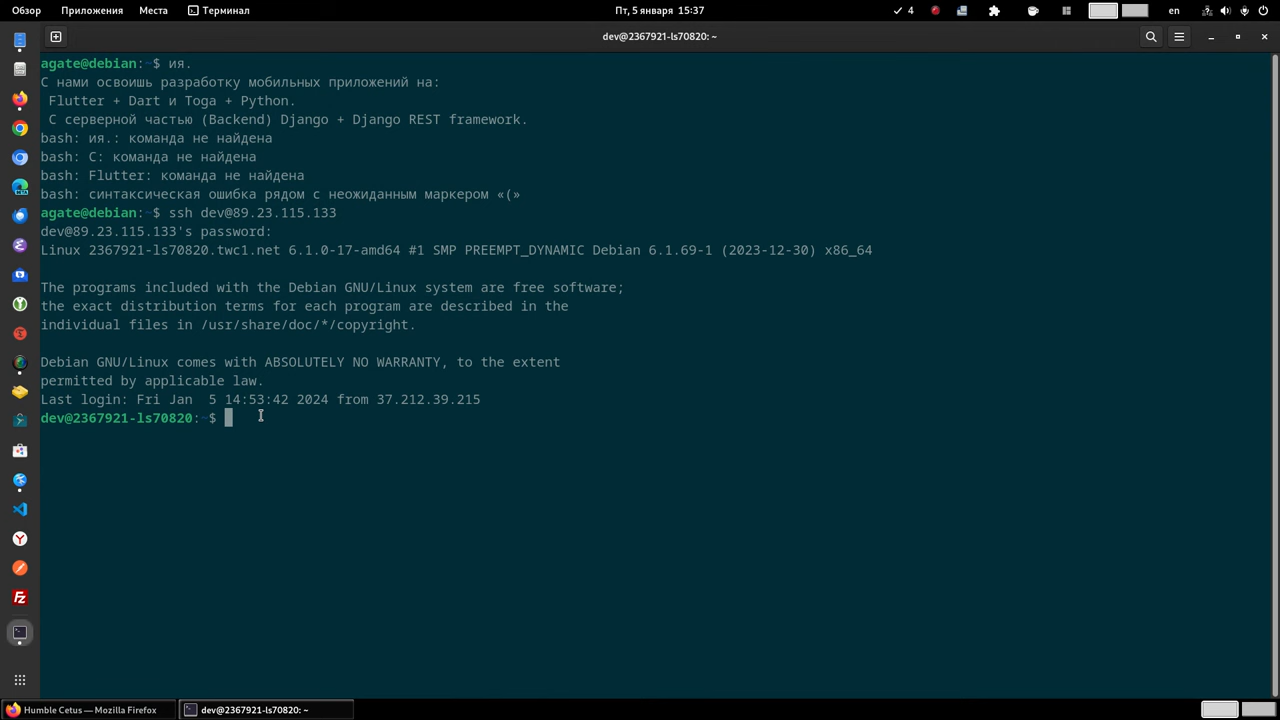 Обзор Приложения Места Терминал Пт, 5 января 15:37 4 en
dev@2367921-ls70820: ~
agate@debian:~$ ия.
С нами освоишь разработку мобильных приложений на:
Flutter + Dart и Toga + Python.
С серверной частью (Backend) Django + Django REST framework.
bash: ия.: команда не найдена
bash: С: команда не найдена
bash: Flutter: команда не найдена
bash: синтаксическая ошибка рядом с неожиданным маркером «(»
agate@debian:~$ ssh dev@89.23.115.133
dev@89.23.115.133's password:
Linux 2367921-ls70820.twc1.net 6.1.0-17-amd64 #1 SMP PREEMPT_DYNAMIC Debian 6.1.69-1 (2023-12-30) x86_64
The programs included with the Debian GNU/Linux system are free software;
the exact distribution terms for each program are described in the
individual files in /usr/share/doc/*/copyright.
Debian GNU/Linux comes with ABSOLUTELY NO WARRANTY, to the extent
permitted by applicable law.
Last login: Fri Jan  5 14:53:42 2024 from 37.212.39.215
dev@2367921-ls70820:~$
Humble Cetus — Mozilla Firefox dev@2367921-ls70820: ~